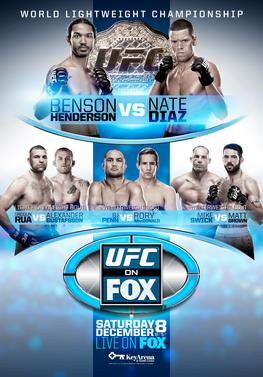 WORLD LIGHTWEIGHT CHAMPIONSHIP
UFC
BENSON HENDERSON VS NATE DIAZ
RUA VS ALEXANDER GUSTAFSSON
BJ PENN VS RORY MACDONALD
MIKE SWICK VS MATT BROWN
UFC
ON
FOX
SATURDAY
DECEMBER 8
LIVE ON FOX
KeyArena